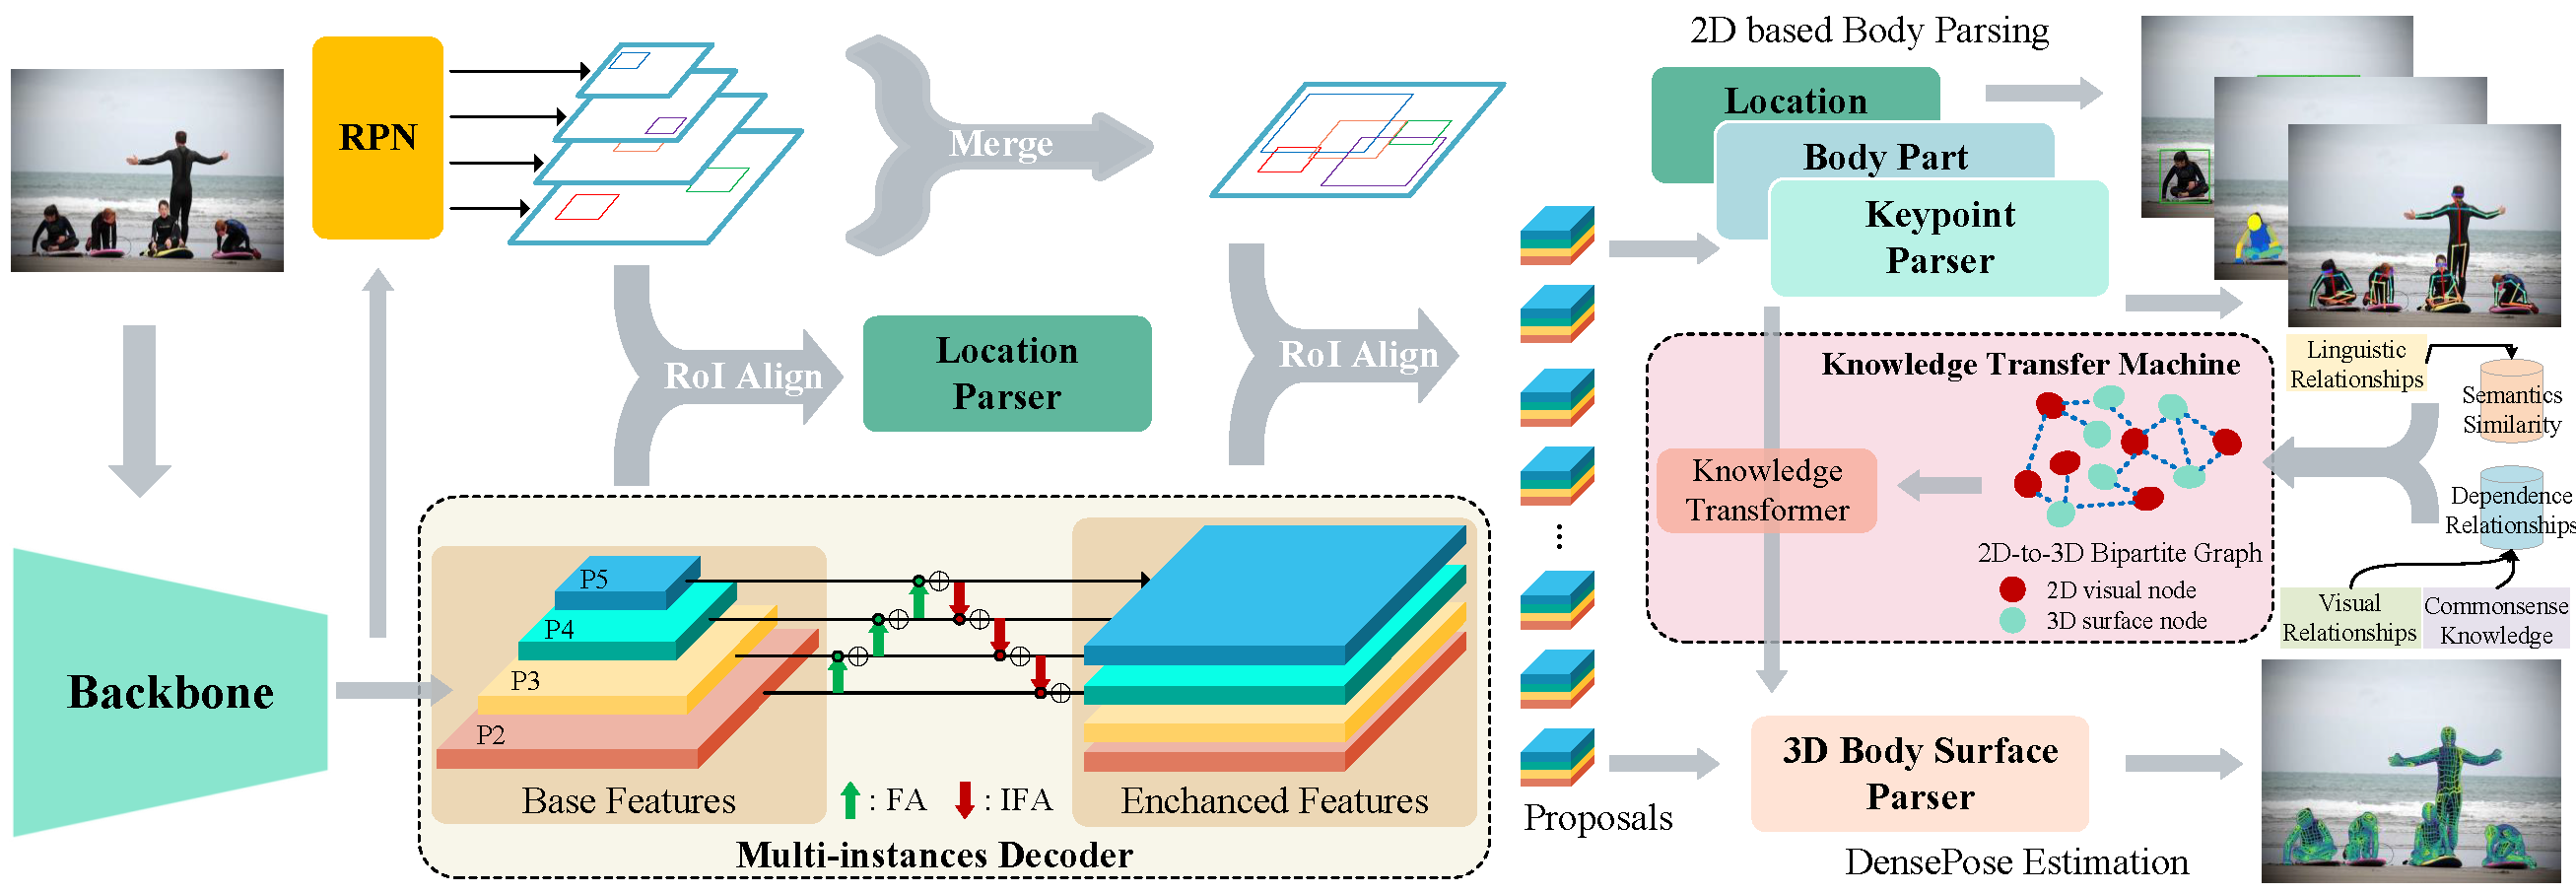 2D based Body Parsing
RPN
Merge
Location
Body Part
Keypoint
Parser
RoI Align
Location
Parser
RoI Align
Knowledge Transfer Machine
Linguistic
Relationships
Semantics
Similarity
Knowledge
Transformer
Dependence
Relationships
2D-to-3D Bipartite Graph
2D visual node
3D surface node
Visual
Relationships
Commonsense
Knowledge
Backbone
P5
P4
P3
P2
Base Features
: FA
: IFA
Enchanced Features
Multi-instances Decoder
Proposals
3D Body Surface
Parser
DensePose Estimation